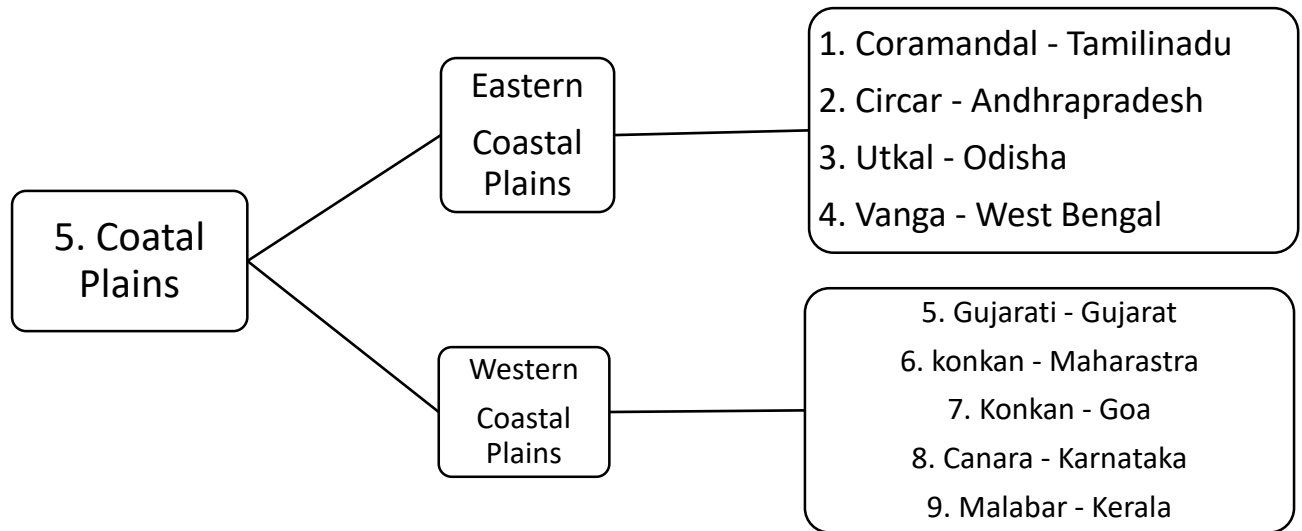 5. Coatal
Plains
Eastern
Coastal
Plains
1. Coramandal - Tamilinadu
2. Circar - Andhrapradesh
3. Utkal - Odisha
4. Vanga - West Bengal
Western
Coastal
Plains
5. Gujarati - Gujarat
6. konkan - Maharastra
7. Konkan - Goa
8. Canara - Karnataka
9. Malabar - Kerala